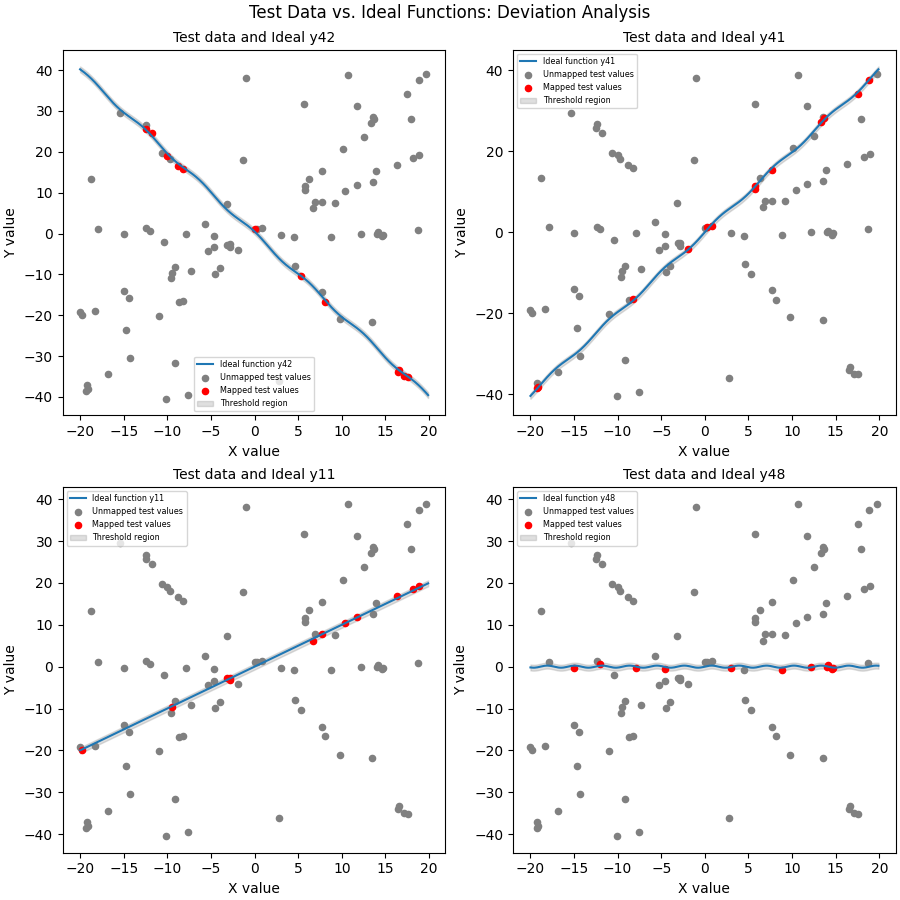 Test Data vs. Ideal Functions: Deviation Analysis
Test data and Ideal y42
40
30
20
10
0
−10
−20
−30
−40
Y value
Ideal function y42
Unmapped test values
Mapped test values
Threshold region
−20 −15 −10 −5 0 5 10 15 20
X value
Test data and Ideal y41
Ideal function y41
Unmapped test values
Mapped test values
Threshold region
40
20
0
−20
−40
Y value
−20 −15 −10 −5 0 5 10 15 20
X value
Test data and Ideal y11
Ideal function y11
Unmapped test values
Mapped test values
Threshold region
40
30
20
10
0
−10
−20
−30
−40
Y value
−20 −15 −10 −5 0 5 10 15 20
X value
Test data and Ideal y48
Ideal function y48
Unmapped test values
Mapped test values
Threshold region
40
30
20
10
0
−10
−20
−30
−40
Y value
−20 −15 −10 −5 0 5 10 15 20
X value